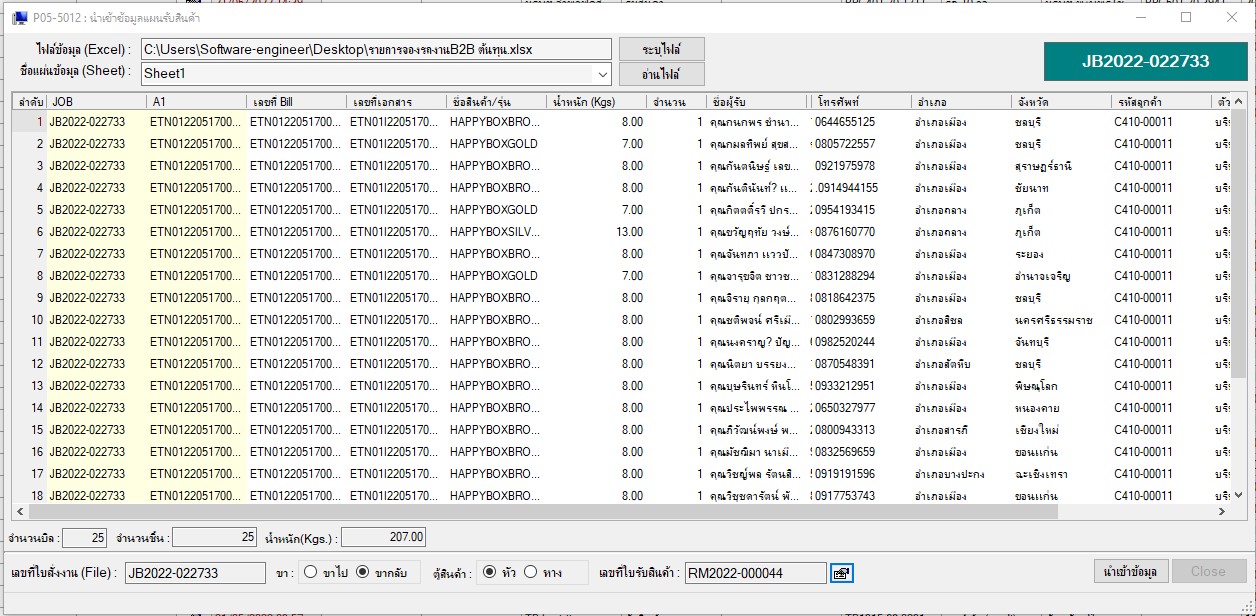 P05-5012 : นำเข้าข้อมูลแผนรับสินค้า
ไฟล์ข้อมูล (Excel) : C:\Users\Software-engineer\Desktop\รายการจองรถงานB2B ต้นทุน.xlsx ระบุไฟล์
ชื่อแผ่นข้อมูล (Sheet) : Sheet1 อ่านไฟล์
JB2022-022733
ลำดับ JOB A1 เลขที่ Bill เลขที่เอกสาร ชื่อสินค้า/รุ่น น้ำหนัก (Kgs) จำนวน ชื่อผู้รับ โทรศัพท์ อำเภอ จังหวัด รหัสลูกค้า
1 JB2022-022733 ETN0122051700... ETN0122051700... ETN01I2205170... HAPPYBOXBRO... 8.00 1 คุณกนกพร ชำนา... 0644655125 อำเภอเมือง ชลบุรี C410-00011 บริ
2 JB2022-022733 ETN0122051700... ETN0122051700... ETN01I2205170... HAPPYBOXGOLD 7.00 1 คุณกมลทิพย์ สุขส... 0805722557 อำเภอเมือง ชลบุรี C410-00011 บริ
3 JB2022-022733 ETN0122051700... ETN0122051700... ETN01I2205170... HAPPYBOXBRO... 8.00 1 คุณกันตนิษฐ์ เลข... 0921975978 อำเภอเมือง สุราษฎร์ธานี C410-00011 บริ
4 JB2022-022733 ETN0122051700... ETN0122051700... ETN01I2205170... HAPPYBOXBRO... 8.00 1 คุณกันตินันท์? แ... 0914944155 อำเภอเมือง ชัยนาท C410-00011 บริ
5 JB2022-022733 ETN0122051700... ETN0122051700... ETN01I2205170... HAPPYBOXGOLD 7.00 1 คุณกิตตติ์รวี ปกร... 0954193415 อำเภอถลาง ภูเก็ต C410-00011 บริ
6 JB2022-022733 ETN0122051700... ETN0122051700... ETN01I2205170... HAPPYBOXSILV... 13.00 1 คุณขวัญฤทัย วงษ์... 0876160770 อำเภอถลาง ภูเก็ต C410-00011 บริ
7 JB2022-022733 ETN0122051700... ETN0122051700... ETN01I2205170... HAPPYBOXBRO... 8.00 1 คุณจันทภา แววปั... 0847308970 อำเภอเมือง ระยอง C410-00011 บริ
8 JB2022-022733 ETN0122051700... ETN0122051700... ETN01I2205170... HAPPYBOXGOLD 7.00 1 คุณจารุขจิต ชาวช... 0831288294 อำเภอเมือง อำนาจเจริญ C410-00011 บริ
9 JB2022-022733 ETN0122051700... ETN0122051700... ETN01I2205170... HAPPYBOXBRO... 8.00 1 คุณจิรายุ กุลกฤต... 0818642375 อำเภอเมือง ชลบุรี C410-00011 บริ
10 JB2022-022733 ETN0122051700... ETN0122051700... ETN01I2205170... HAPPYBOXBRO... 8.00 1 คุณชติพจน์ ศรีเมื... 0802993659 อำเภอสิชล นครศรีธรรมราช C410-00011 บริ
11 JB2022-022733 ETN0122051700... ETN0122051700... ETN01I2205170... HAPPYBOXBRO... 8.00 1 คุณนงคราญ? ปัญ... 0982520244 อำเภอเมือง จันทบุรี C410-00011 บริ
12 JB2022-022733 ETN0122051700... ETN0122051700... ETN01I2205170... HAPPYBOXBRO... 8.00 1 คุณนิตยา บรรยง... 0870548391 อำเภอสัตหีบ ชลบุรี C410-00011 บริ
13 JB2022-022733 ETN0122051700... ETN0122051700... ETN01I2205170... HAPPYBOXBRO... 8.00 1 คุณบุษรินทร์ หินโ... 0933212951 อำเภอเมือง พิษณุโลก C410-00011 บริ
14 JB2022-022733 ETN0122051700... ETN0122051700... ETN01I2205170... HAPPYBOXBRO... 8.00 1 คุณประไพพรรณ ... 0650327977 อำเภอเมือง หนองคาย C410-00011 บริ
15 JB2022-022733 ETN0122051700... ETN0122051700... ETN01I2205170... HAPPYBOXBRO... 8.00 1 คุณภิวัฒน์พงษ์ พ... 0800943313 อำเภอสารภี เชียงใหม่ C410-00011 บริ
16 JB2022-022733 ETN0122051700... ETN0122051700... ETN01I2205170... HAPPYBOXBRO... 8.00 1 คุณมัชฌิมา นาเมื... 0832569659 อำเภอเมือง ขอนแก่น C410-00011 บริ
17 JB2022-022733 ETN0122051700... ETN0122051700... ETN01I2205170... HAPPYBOXBRO... 8.00 1 คุณวิชญ์พล รัตนสิ... 0919191596 อำเภอบางปะกง ฉะเชิงเทรา C410-00011 บริ
18 JB2022-022733 ETN0122051700... ETN0122051700... ETN01I2205170... HAPPYBOXBRO... 8.00 1 คุณวิชชดารัตน์ พั... 0917753743 อำเภอเมือง ขอนแก่น C410-00011 บริ
จำนวนบิล : 25 จำนวนชิ้น : 25 น้ำหนัก(Kgs.) : 207.00
เลขที่ใบสั่งงาน (File) : JB2022-022733 ขา : ขาไป ขากลับ ตู้สินค้า : หัว หาง เลขที่ใบรับสินค้า : RM2022-000044 นำเข้าข้อมูล Close